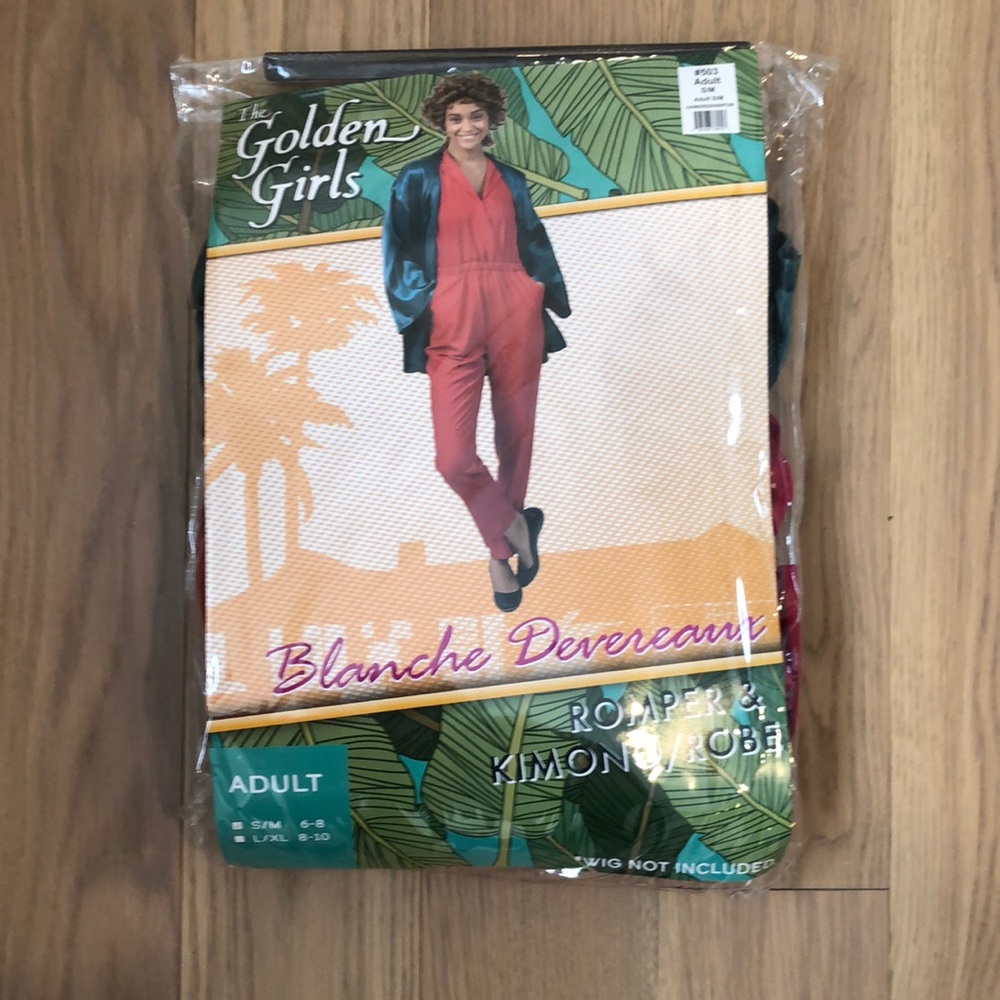 The
Golden
Girls
#503
Adult
S/M
Adult S/M
Blanche Devereaux
ROMPER &
KIMONO/ROBE
ADULT
S/M 6-8
L/XL 8-10
*WIG NOT INCLUDED